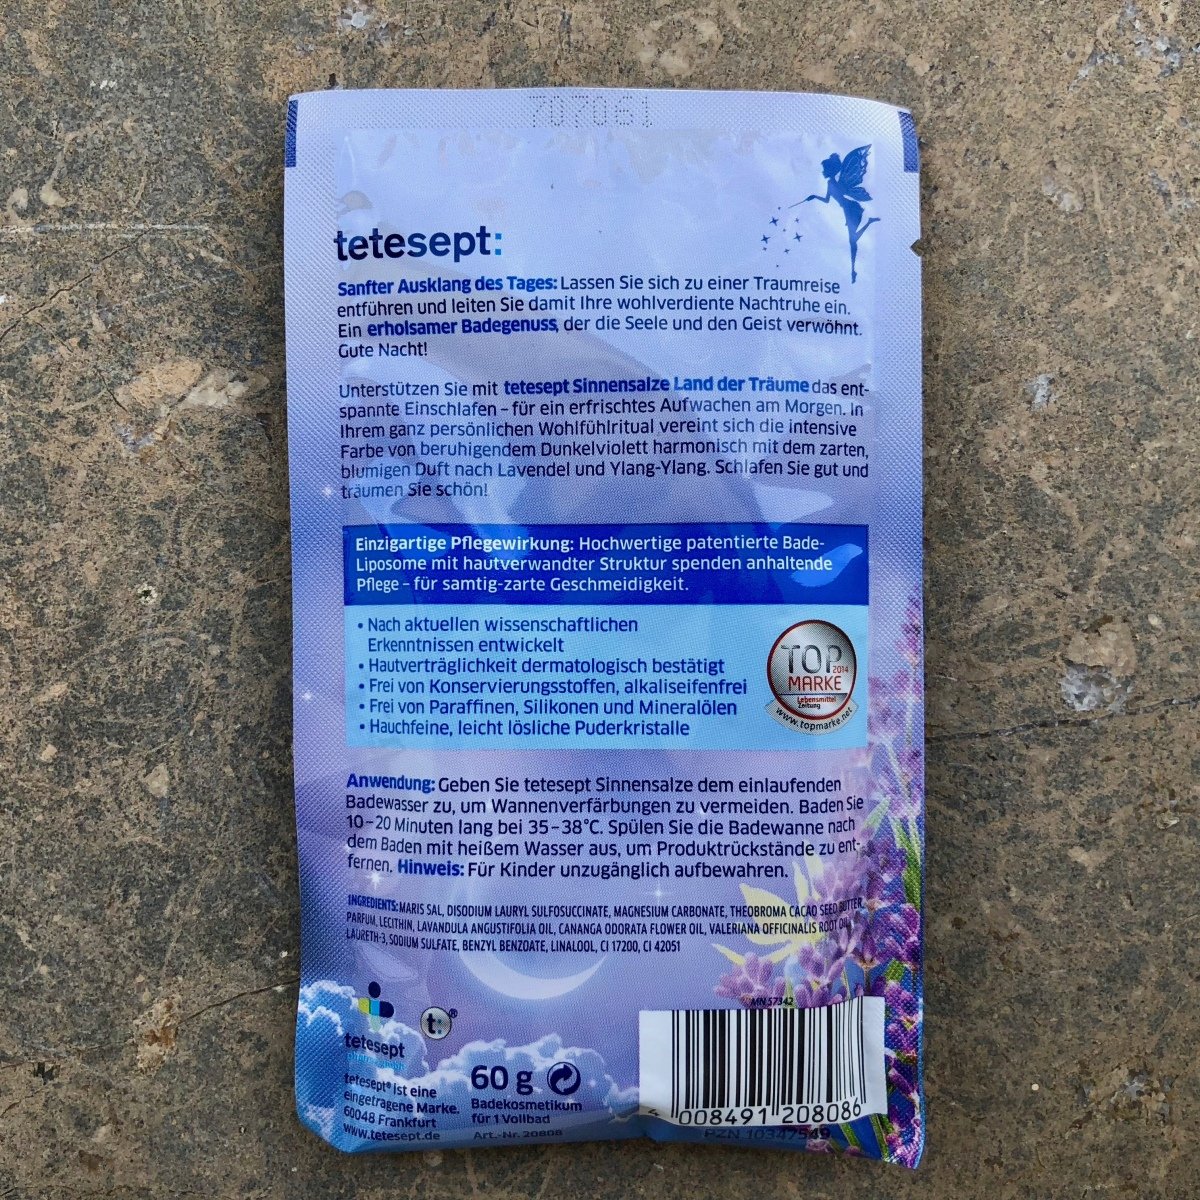 707061
tetesept:
Sanfter Ausklang des Tages: Lassen Sie sich zu einer Traumreise
entführen und leiten Sie damit Ihre wohlverdiente Nachtruhe ein.
Ein erholsamer Badegenuss, der die Seele und den Geist verwöhnt.
Gute Nacht!
Unterstützen Sie mit tetesept Sinnensalze Land der Träume das ent-
spannte Einschlafen – für ein erfrischtes Aufwachen am Morgen. In
Ihrem ganz persönlichen Wohlfühlritual vereint sich die intensive
Farbe von beruhigendem Dunkelviolett harmonisch mit dem zarten,
blumigen Duft nach Lavendel und Ylang-Ylang. Schlafen Sie gut und
träumen Sie schön!
Einzigartige Pflegewirkung: Hochwertige patentierte Bade-
Liposome mit hautverwandter Struktur spenden anhaltende
Pflege – für samtig-zarte Geschmeidigkeit.
• Nach aktuellen wissenschaftlichen
Erkenntnissen entwickelt
• Hautverträglichkeit dermatologisch bestätigt
• Frei von Konservierungsstoffen, alkaliseifenfrei
• Frei von Paraffinen, Silikonen und Mineralölen
• Hauchfeine, leicht lösliche Puderkristalle
TOP
2014
MARKE
Lebensmittel
Zeitung
www.topmarke.net
Anwendung: Geben Sie tetesept Sinnensalze dem einlaufenden
Badewasser zu, um Wannenverfärbungen zu vermeiden. Baden Sie
10–20 Minuten lang bei 35–38°C. Spülen Sie die Badewanne nach
dem Baden mit heißem Wasser aus, um Produktrückstände zu ent-
fernen. Hinweis: Für Kinder unzugänglich aufbewahren.
INGREDIENTS: MARIS SAL, DISODIUM LAURYL SULFOSUCCINATE, MAGNESIUM CARBONATE, THEOBROMA CACAO SEED BUTTER,
PARFUM, LECITHIN, LAVANDULA ANGUSTIFOLIA OIL, CANANGA ODORATA FLOWER OIL, VALERIANA OFFICINALIS ROOT OIL,
LAURETH-3, SODIUM SULFATE, BENZYL BENZOATE, LINALOOL, CI 17200, CI 42051
MN 57342
t:®
tetesept
tetesept® ist eine
eingetragene Marke.
60048 Frankfurt
www.tetesept.de
60 g
Badekosmetikum
für 1 Vollbad
Art.-Nr. 20808
4 008491 208086
PZN 10347549